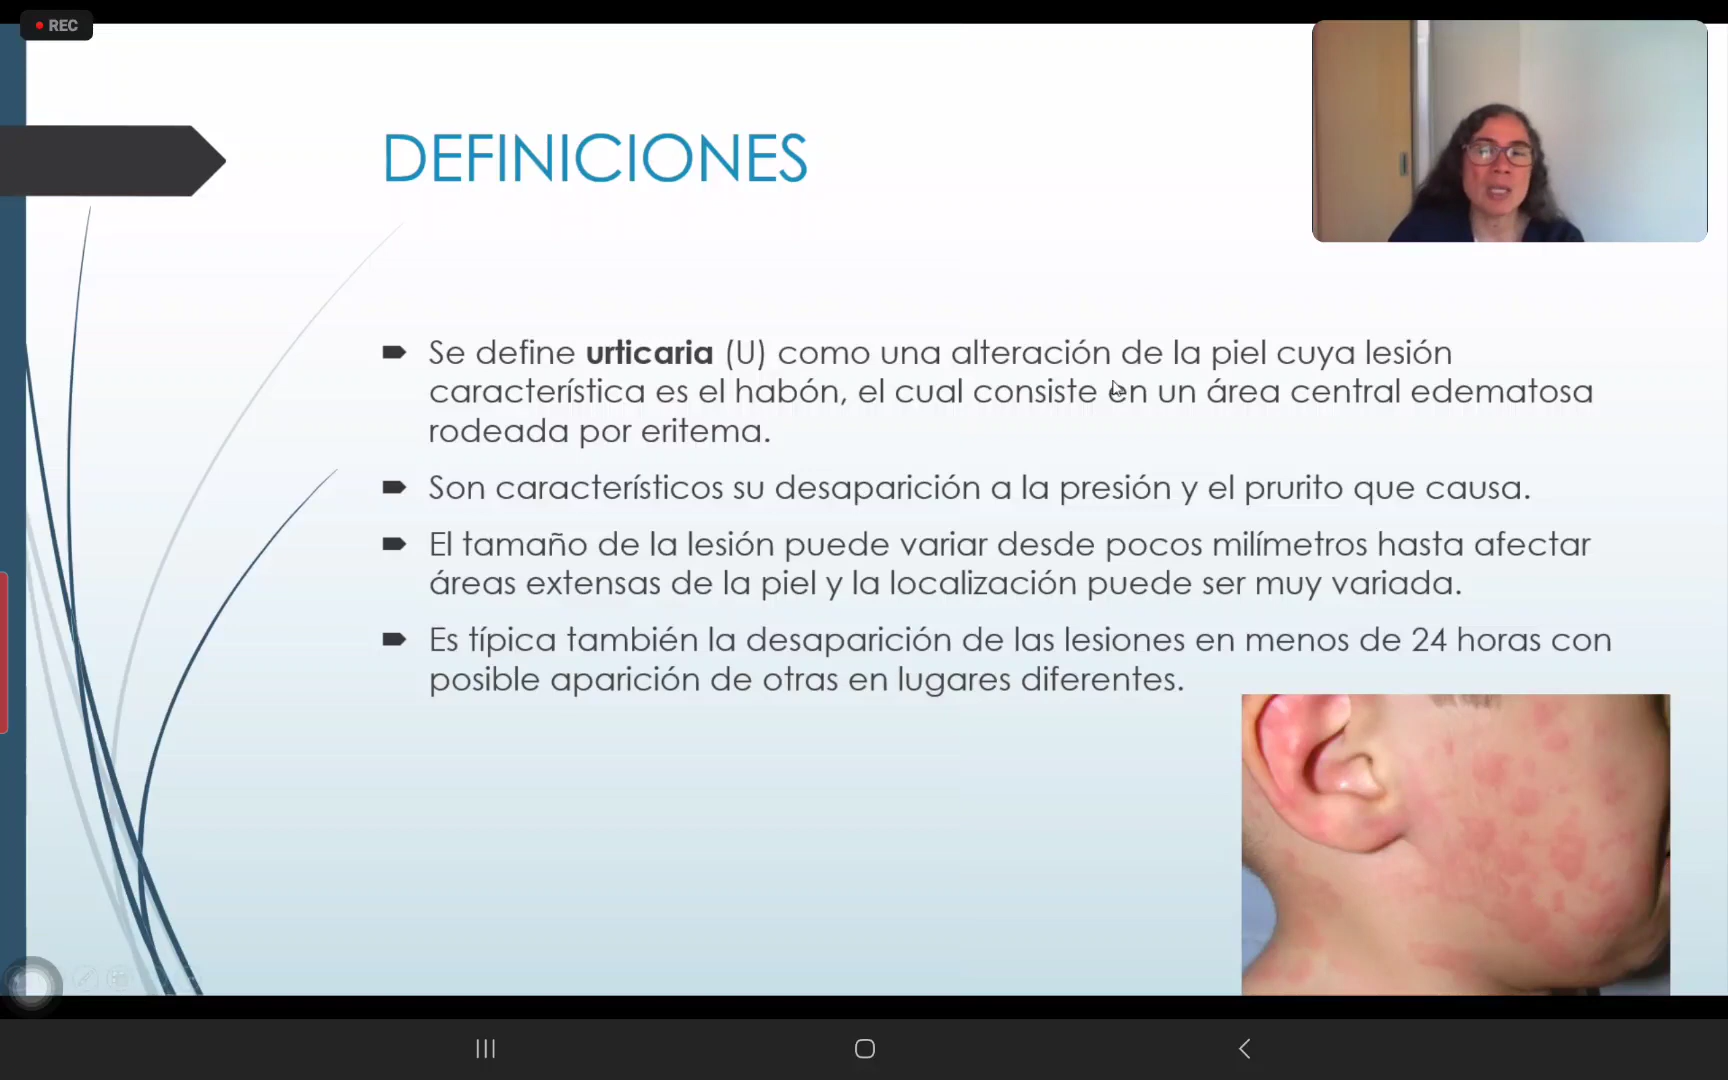 REC
DEFINICIONES
Se define urticaria (U) como una alteración de la piel cuya lesión
característica es el habón, el cual consiste en un área central edematosa
rodeada por eritema.
Son característicos su desaparición a la presión y el prurito que causa.
El tamaño de la lesión puede variar desde pocos milímetros hasta afectar
áreas extensas de la piel y la localización puede ser muy variada.
Es típica también la desaparición de las lesiones en menos de 24 horas con
posible aparición de otras en lugares diferentes.